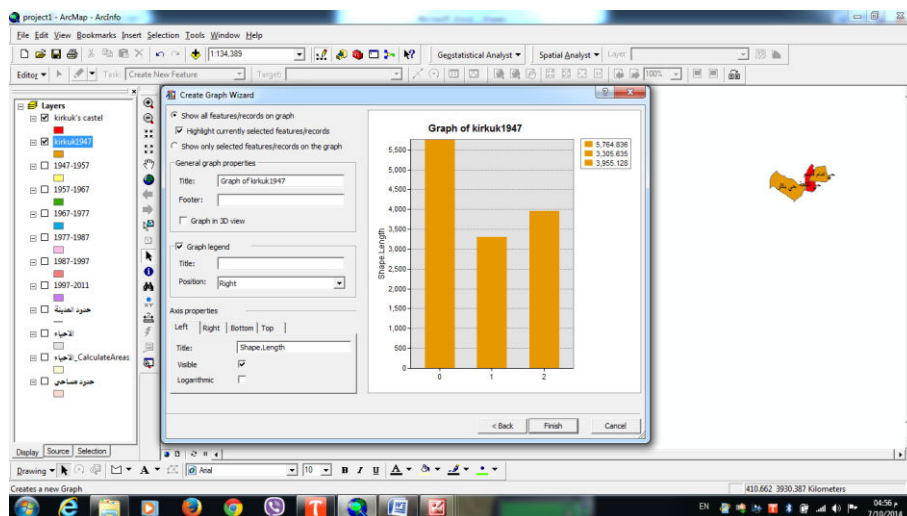 project1 - ArcMap - ArcInfo
File Edit View Bookmarks Insert Selection Tools Window Help
1:134,389
Geostatistical Analyst
Spatial Analyst
Layer:
Editor
Task: Create New Feature
Target:
100%
Layers
kirkuk's castel
kirkuk1947
1947-1957
1957-1967
1967-1977
1977-1987
1987-1997
1997-2011
حدود المدينة
الاحياء
الاحياء_CalculateAreas
حدود مساحي
Display Source Selection
Create Graph Wizard
Show all features/records on graph
Highlight currently selected features/records
Show only selected features/records on the graph
General graph properties
Title: Graph of kirkuk1947
Footer:
Graph in 3D view
Graph legend
Title:
Position: Right
Axis properties
Left Right Bottom Top
Title: Shape.Length
Visible
Logarithmic
Graph of kirkuk1947
5,764.836
3,305.635
3,955.128
Shape.Length
5,500
5,000
4,500
4,000
3,500
3,000
2,500
2,000
1,500
1,000
500
0
0 1 2
< Back Finish Cancel
Drawing
A
Arial
10
B I U A
Creates a new Graph
410.662 3930.387 Kilometers
EN
04:56 م
7/10/2014